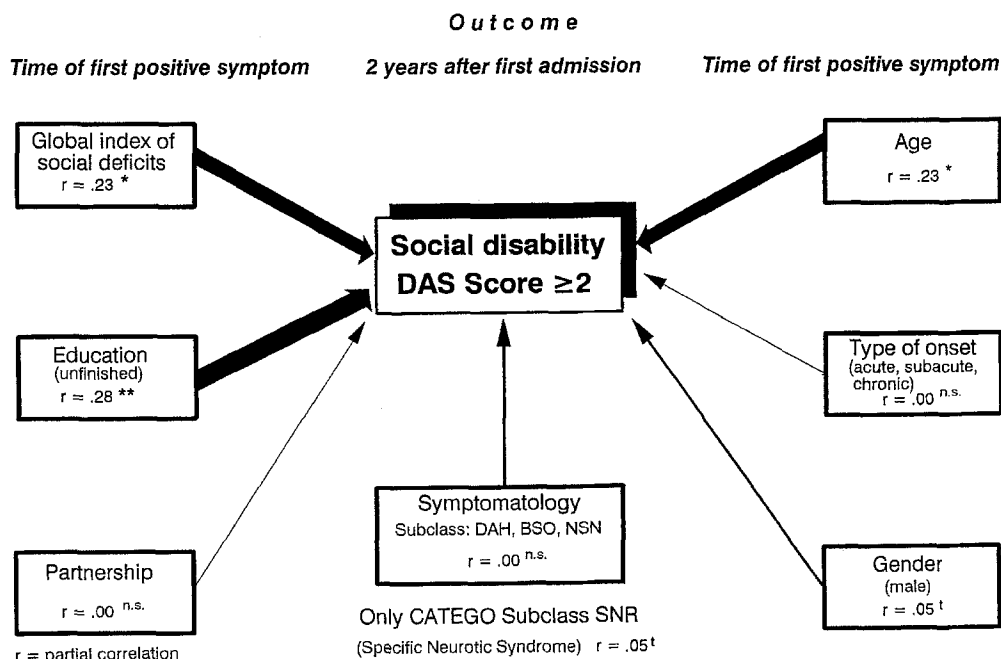 Outcome
Time of first positive symptom
2 years after first admission
Time of first positive symptom
Global index of
social deficits
r = .23 *
Age
r = .23 *
Social disability
DAS Score ≥2
Education
(unfinished)
r = .28 **
Type of onset
(acute, subacute,
chronic)
r = .00 n.s.
Symptomatology
Subclass: DAH, BSO, NSN
r = .00 n.s.
Partnership
r = .00 n.s.
Gender
(male)
r = .05 t
Only CATEGO Subclass SNR
(Specific Neurotic Syndrome) r = .05 t
r = partial correlation